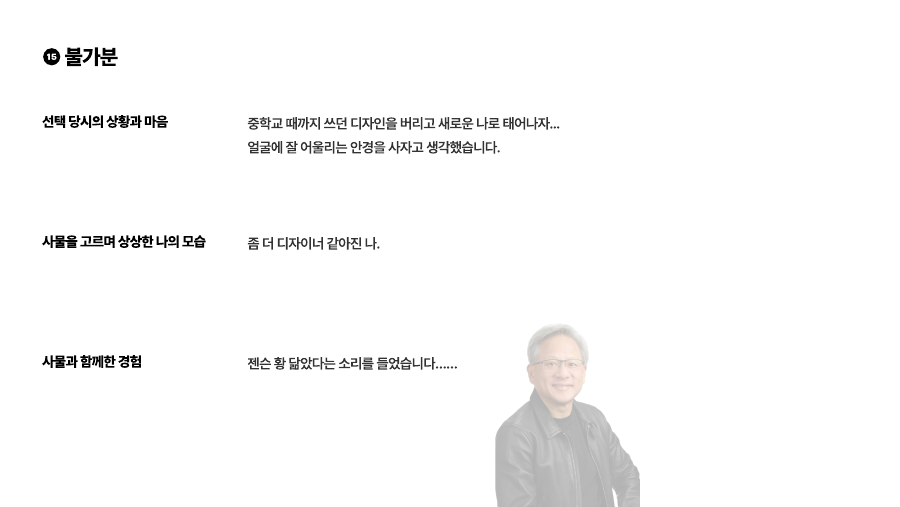 15 불가분
선택 당시의 상황과 마음
중학교 때까지 쓰던 디자인을 버리고 새로운 나로 태어나자...
얼굴에 잘 어울리는 안경을 사자고 생각했습니다.
사물을 고르며 상상한 나의 모습
좀 더 디자이너 같아진 나.
사물과 함께한 경험
젠슨 황 닮았다는 소리를 들었습니다......